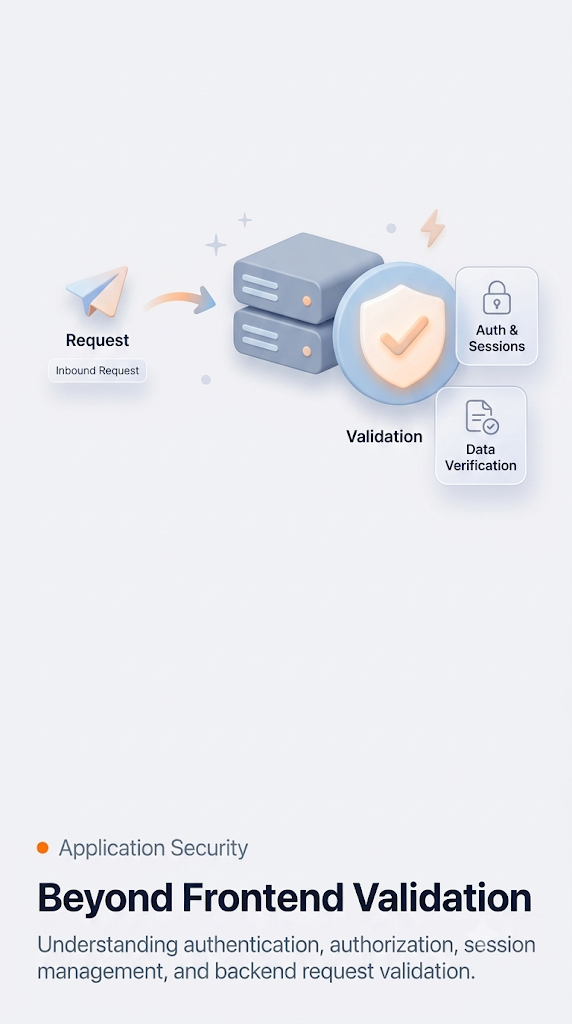 Request
Inbound Request
Validation
Auth &
Sessions
Data
Verification
Application Security
Beyond Frontend Validation
Understanding authentication, authorization, session
management, and backend request validation.